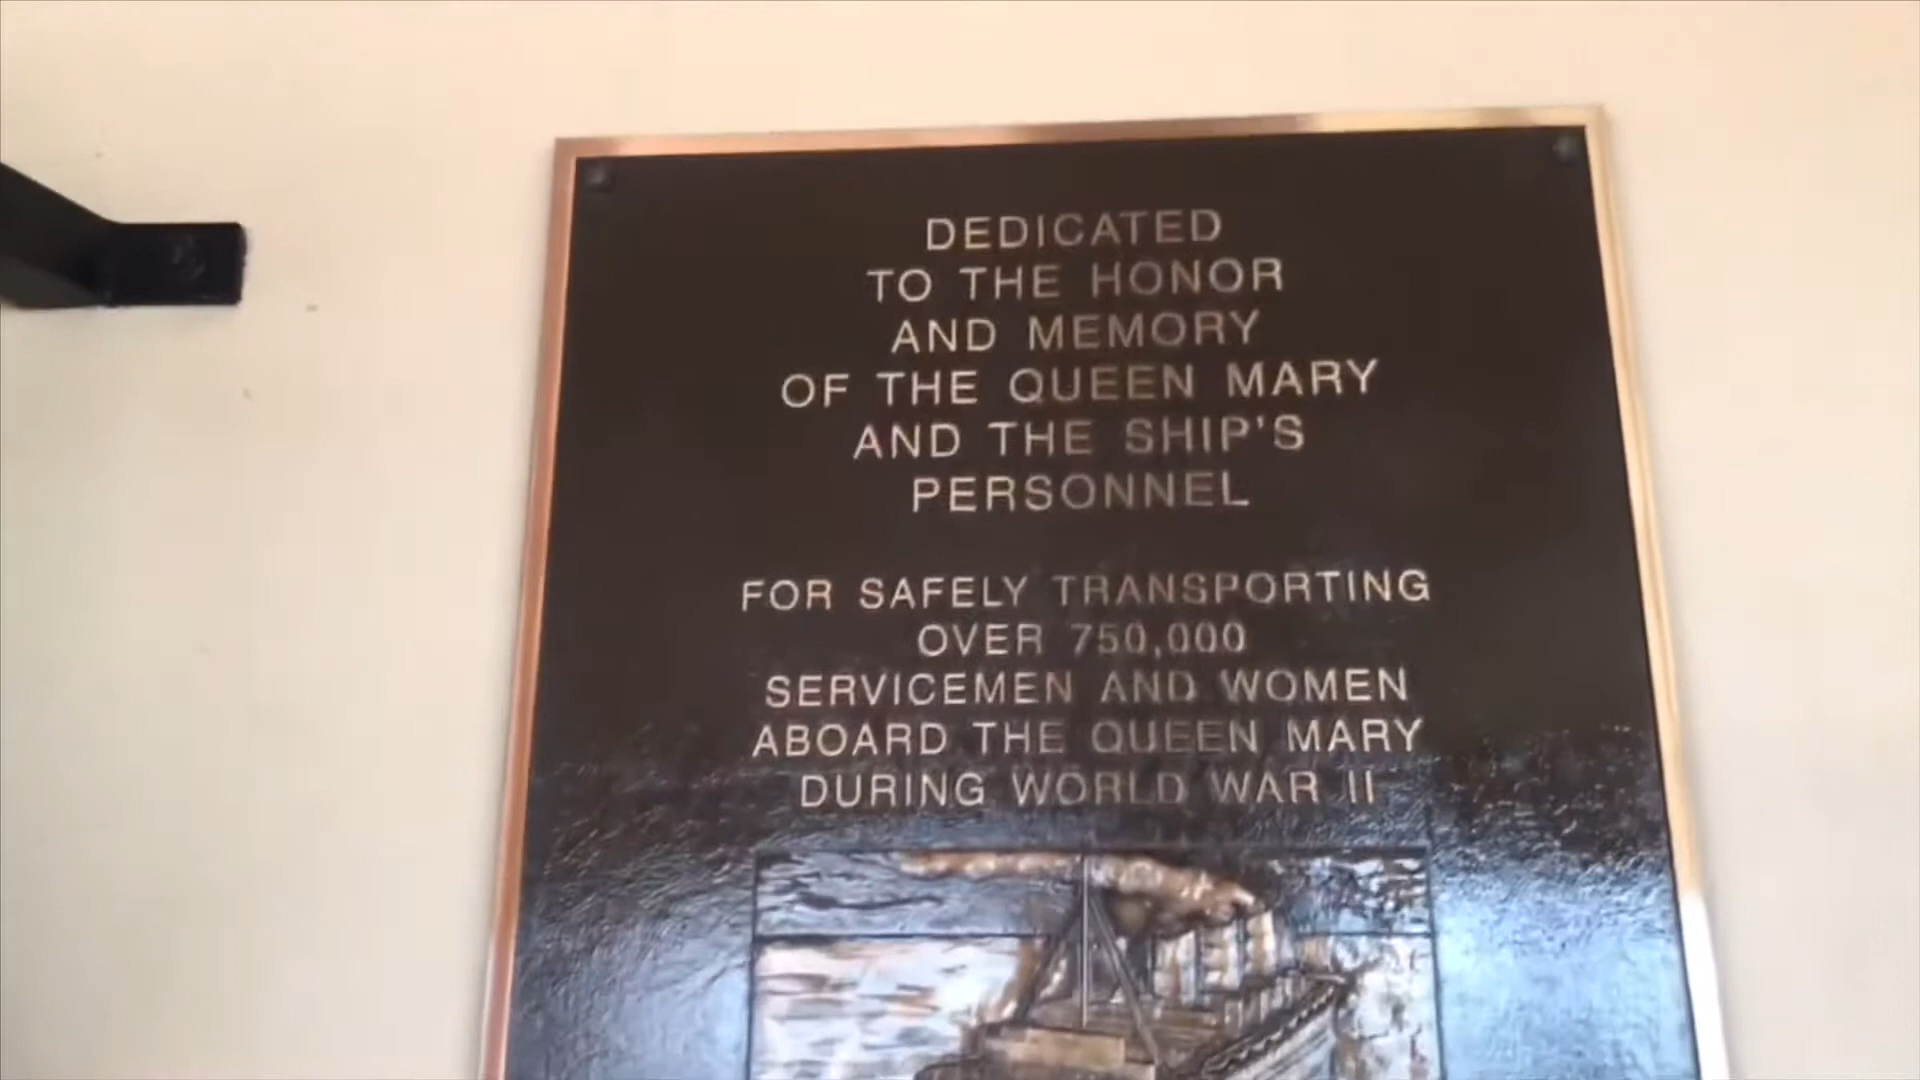 DEDICATED
TO THE HONOR
AND MEMORY
OF THE QUEEN MARY
AND THE SHIP'S
PERSONNEL
FOR SAFELY TRANSPORTING
OVER 750,000
SERVICEMEN AND WOMEN
ABOARD THE QUEEN MARY
DURING WORLD WAR II